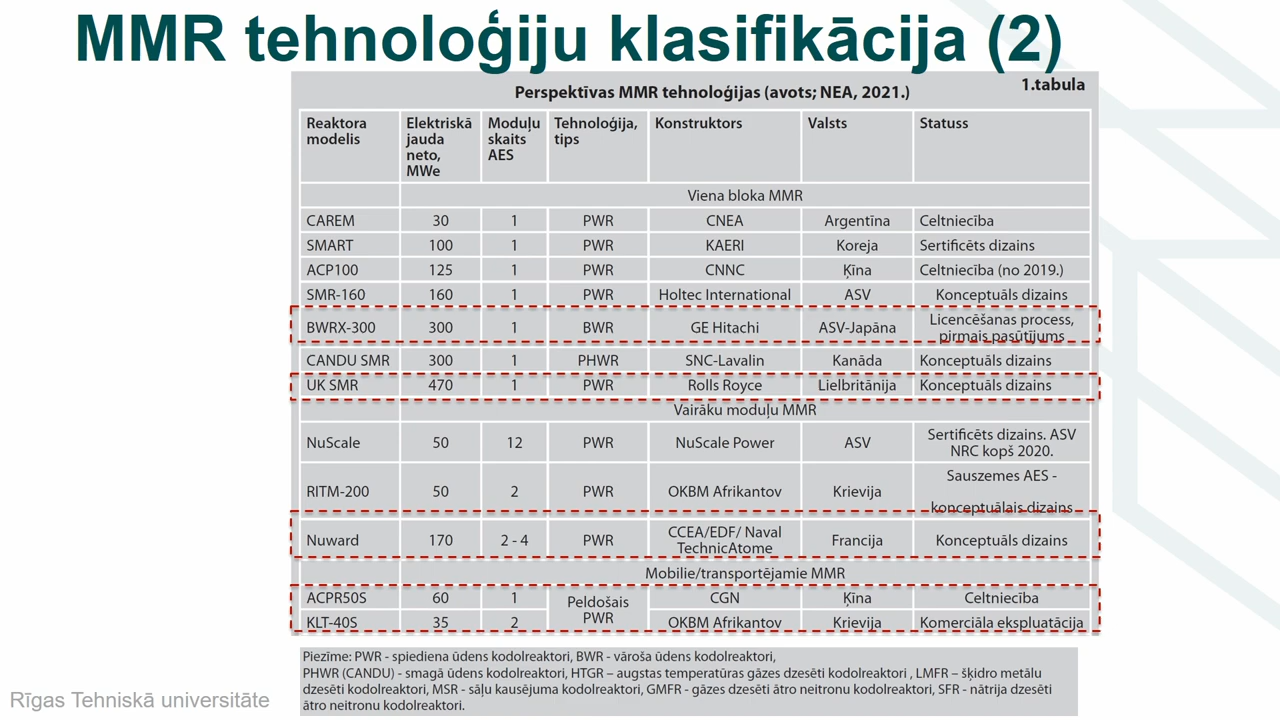 MMR tehnoloģiju klasifikācija (2)
1.tabula
Perspektīvas MMR tehnoloģijas (avots; NEA, 2021.)
Reaktora modelis Elektriskā jauda neto, MWe Moduļu skaits AES Tehnoloģija, tips Konstruktors Valsts Statuss
Viena bloka MMR
CAREM 30 1 PWR CNEA Argentīna Celtniecība
SMART 100 1 PWR KAERI Koreja Sertificēts dizains
ACP100 125 1 PWR CNNC Ķīna Celtniecība (no 2019.)
SMR-160 160 1 PWR Holtec International ASV Konceptuāls dizains
BWRX-300 300 1 BWR GE Hitachi ASV-Japāna Licencēšanas process, pirmais pasūtījums
CANDU SMR 300 1 PHWR SNC-Lavalin Kanāda Konceptuāls dizains
UK SMR 470 1 PWR Rolls Royce Lielbritānija Konceptuāls dizains
Vairāku moduļu MMR
NuScale 50 12 PWR NuScale Power ASV Sertificēts dizains. ASV NRC kopš 2020.
RITM-200 50 2 PWR OKBM Afrikantov Krievija Sauszemes AES - konceptuālais dizains
Nuward 170 2 - 4 PWR CCEA/EDF/ Naval TechnicAtome Francija Konceptuāls dizains
Mobilie/transportējamie MMR
ACPR50S 60 1 Peldošais PWR CGN Ķīna Celtniecība
KLT-40S 35 2 OKBM Afrikantov Krievija Komerciāla ekspluatācija
Piezīme: PWR - spiediena ūdens kodolreaktori, BWR - vāroša ūdens kodolreaktori,
PHWR (CANDU) - smagā ūdens kodolreaktori, HTGR – augstas temperatūras gāzes dzesēti kodolreaktori , LMFR – šķidro metālu
dzesēti kodolreaktori, MSR - sāļu kausējuma kodolreaktori, GMFR - gāzes dzesēti ātro neitronu kodolreaktori, SFR - nātrija dzesēti
ātro neitronu kodolreaktori.
Rīgas Tehniskā universitāte